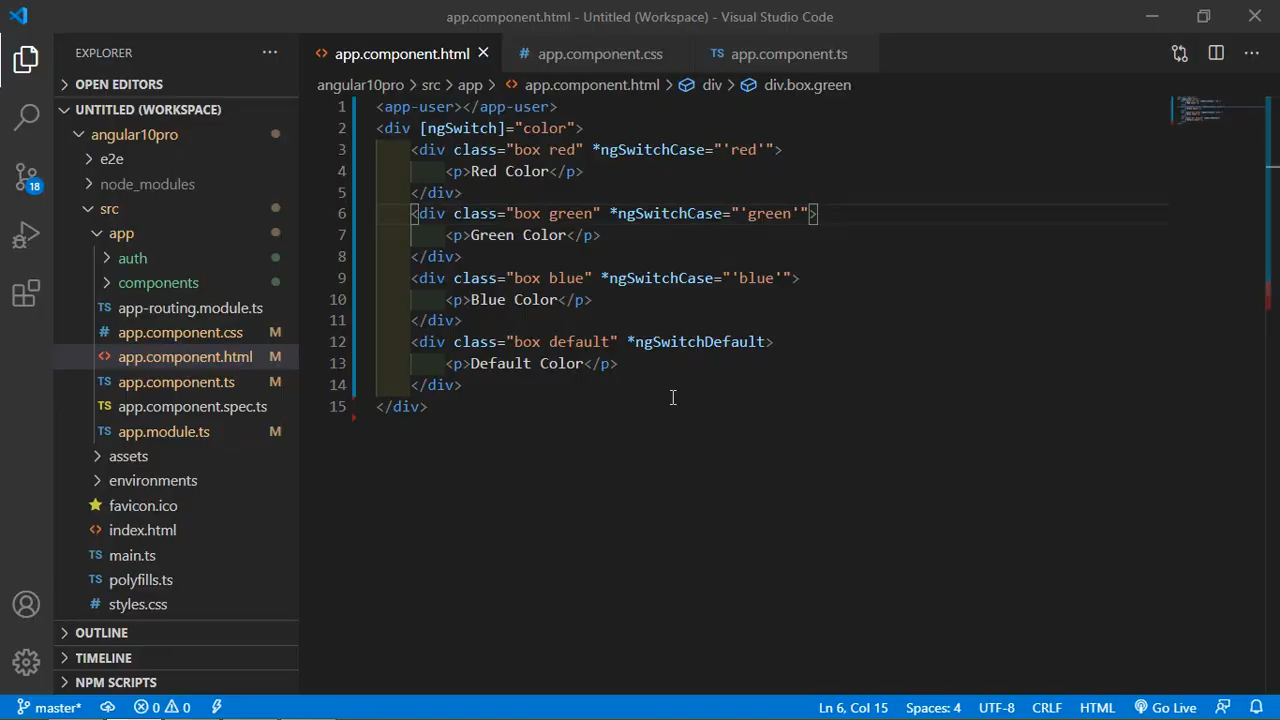 app.component.html - Untitled (Workspace) - Visual Studio Code
EXPLORER
OPEN EDITORS
UNTITLED (WORKSPACE)
angular10pro
e2e
node_modules
src
app
auth
components
TS app-routing.module.ts
# app.component.css M
<> app.component.html M
TS app.component.ts M
TS app.component.spec.ts
TS app.module.ts M
assets
environments
favicon.ico
<> index.html
TS main.ts
TS polyfills.ts
# styles.css
OUTLINE
TIMELINE
NPM SCRIPTS
18
<> app.component.html
# app.component.css
TS app.component.ts
angular10pro > src > app > <> app.component.html > div > div.box.green
1 <app-user></app-user>
2 <div [ngSwitch]="color">
3 <div class="box red" *ngSwitchCase="'red'">
4 <p>Red Color</p>
5 </div>
6 <div class="box green" *ngSwitchCase="'green'">
7 <p>Green Color</p>
8 </div>
9 <div class="box blue" *ngSwitchCase="'blue'">
10 <p>Blue Color</p>
11 </div>
12 <div class="box default" *ngSwitchDefault>
13 <p>Default Color</p>
14 </div>
15 </div>
master* 0 0 Ln 6, Col 15 Spaces: 4 UTF-8 CRLF HTML Go Live